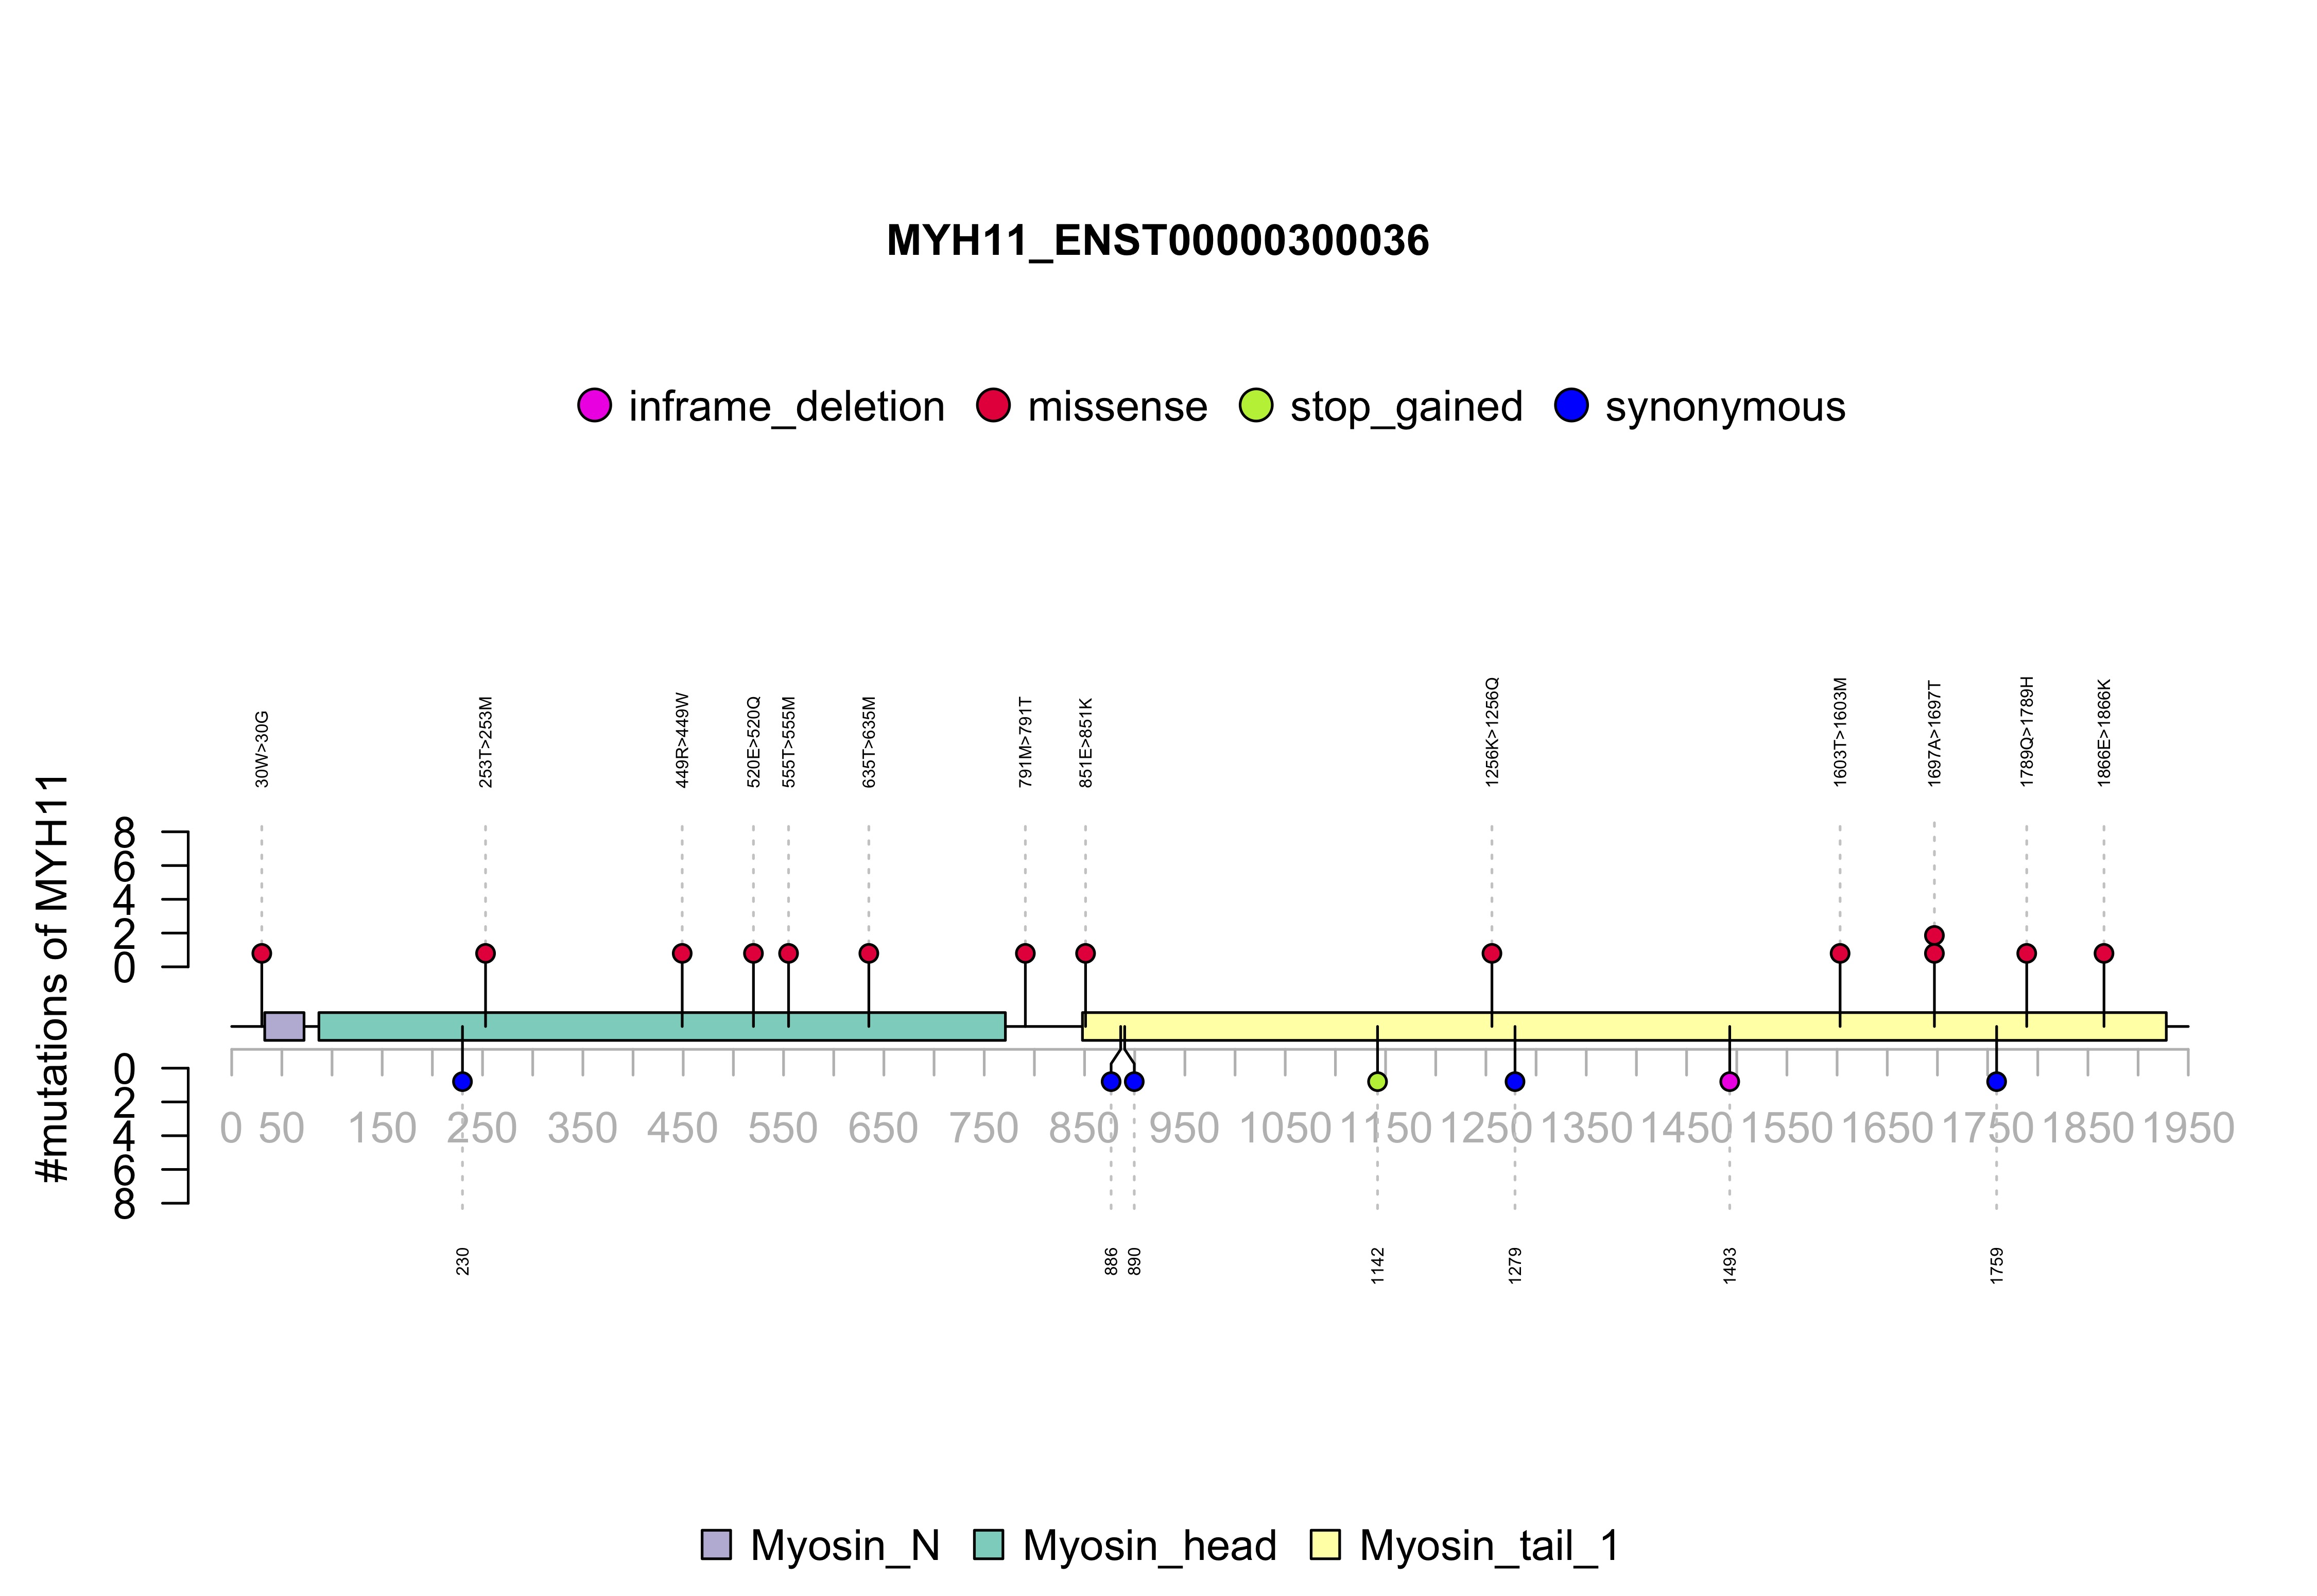 MYH11_ENST00000300036
inframe_deletion missense stop_gained synonymous
30W>30G 253T>253M 449R>449W 520E>520Q 555T>555M 635T>635M 791M>791T 851E>851K 1256K>1256Q 1603T>1603M 1697A>1697T 1789Q>1789H 1866E>1866K
#mutations of MYH11
8
6
4
2
0
0
2
4
6
8
0 50 150 250 350 450 550 650 750 850 950 1050 1150 1250 1350 1450 1550 1650 1750 1850 1950
230 886 890 1142 1279 1493 1759
Myosin_N Myosin_head Myosin_tail_1